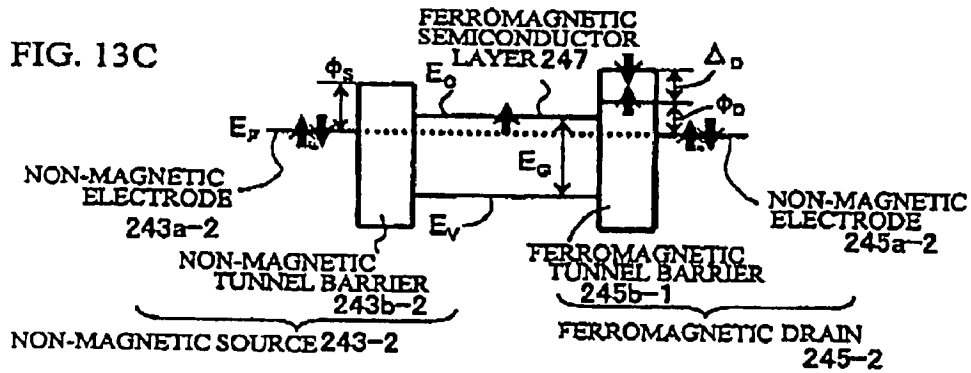 FIG. 13C
FERROMAGNETIC
SEMICONDUCTOR
LAYER 247
ϕS
EC
ΔD
ϕD
EF
EG
EV
NON-MAGNETIC
ELECTRODE
243a-2
NON-MAGNETIC
ELECTRODE
245a-2
NON-MAGNETIC
TUNNEL BARRIER
243b-2
FERROMAGNETIC
TUNNEL BARRIER
245b-1
NON-MAGNETIC SOURCE 243-2
FERROMAGNETIC DRAIN
245-2